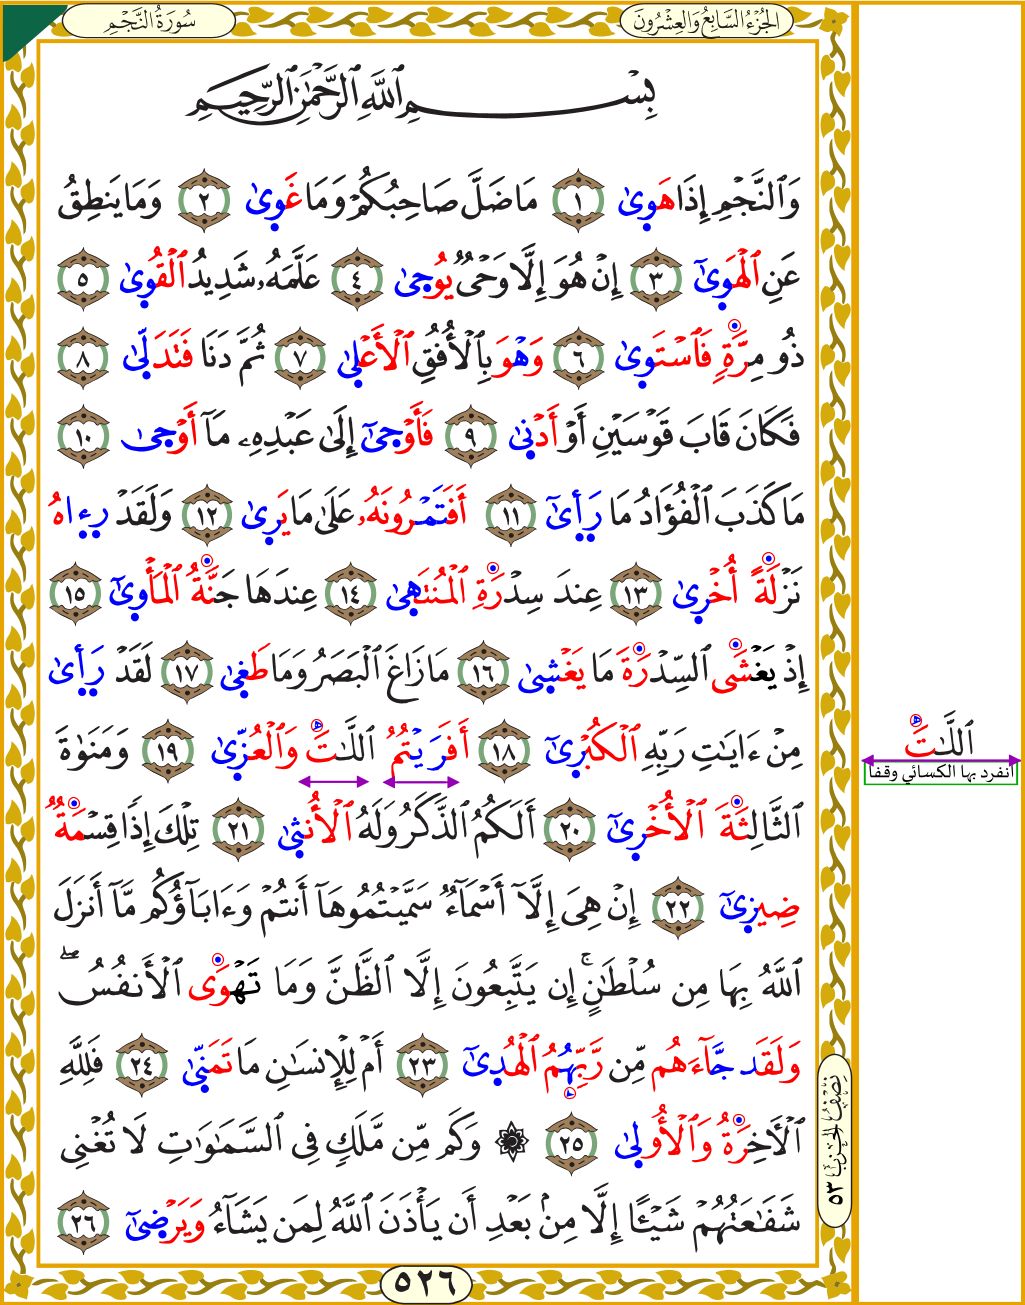 سُورَةُ النَّجْمِ
الجُزْءُ السَّابِعُ وَالعِشْرُونَ
بِسْمِ ٱللَّهِ ٱلرَّحْمَٰنِ ٱلرَّحِيمِ
وَٱلنَّجْمِ إِذَا هَوِىٰ ١ مَا ضَلَّ صَاحِبُكُمْ وَمَا غَوِىٰ ٢ وَمَا يَنطِقُ
عَنِ ٱلْهَوِىٰٓ ٣ إِنْ هُوَ إِلَّا وَحْىٌ يُوحِىٰ ٤ عَلَّمَهُۥ شَدِيدُ ٱلْقُوِىٰ ٥
ذُو مِرَّةٍ فَٱسْتَوِىٰ ٦ وَهْوَ بِٱلْأُفُقِ ٱلْأَعْلِىٰ ٧ ثُمَّ دَنَا فَتَدَلِّىٰ ٨
فَكَانَ قَابَ قَوْسَيْنِ أَوْ أَدْنِىٰ ٩ فَأَوْحِىٰٓ إِلَىٰ عَبْدِهِۦ مَآ أَوْحِىٰ ١٠
مَا كَذَبَ ٱلْفُؤَادُ مَا رَأِىٰٓ ١١ أَفَتَمْرُونَهُۥ عَلَىٰ مَا يَرِىٰ ١٢ وَلَقَدْ رِءِاهُ
نَزْلَةً أُخْرِىٰ ١٣ عِندَ سِدْرَةِ ٱلْمُنتَهِىٰ ١٤ عِندَهَا جَنَّةُ ٱلْمَأْوِىٰٓ ١٥
إِذْ يَغْشَى ٱلسِّدْرَةَ مَا يَغْشِىٰ ١٦ مَا زَاغَ ٱلْبَصَرُ وَمَا طَغِىٰ ١٧ لَقَدْ رَأِىٰ
مِنْ ءَايَٰتِ رَبِّهِ ٱلْكُبْرِىٰٓ ١٨ أَفَرَيْتُمُ ٱللَّٰتَ وَٱلْعُزِّىٰ ١٩ وَمَنَوٰةَ
ٱلثَّالِثَةَ ٱلْأُخْرِىٰٓ ٢٠ أَلَكُمُ ٱلذَّكَرُ وَلَهُ ٱلْأُنثِىٰ ٢١ تِلْكَ إِذًا قِسْمَةٌ
ضِيزِىٰٓ ٢٢ إِنْ هِىَ إِلَّآ أَسْمَآءٌ سَمَّيْتُمُوهَآ أَنتُمْ وَءَابَآؤُكُم مَّآ أَنزَلَ
ٱللَّهُ بِهَا مِن سُلْطَٰنٍ ۚ إِن يَتَّبِعُونَ إِلَّا ٱلظَّنَّ وَمَا تَهْوَى ٱلْأَنفُسُ ۖ
وَلَقَد جَّآءَهُم مِّن رَّبِّهُمُ ٱلْهُدِىٰٓ ٢٣ أَمْ لِلْإِنسَٰنِ مَا تَمَنِّىٰ ٢٤ فَلِلَّهِ
ٱلْأَخِرَةُ وَٱلْأُولِىٰ ٢٥ ۞ وَكَم مِّن مَّلَكٍ فِى ٱلسَّمَٰوَٰتِ لَا تُغْنِى
شَفَٰعَتُهُمْ شَيْـًٔا إِلَّا مِنۢ بَعْدِ أَن يَأْذَنَ ٱللَّهُ لِمَن يَشَآءُ وَيَرْضِىٰٓ ٢٦
ٱللَّٰتَ
انفرد بها الكسائي وقفا
نِصْفُ الحِزْبِ ٥٣
٥٢٦